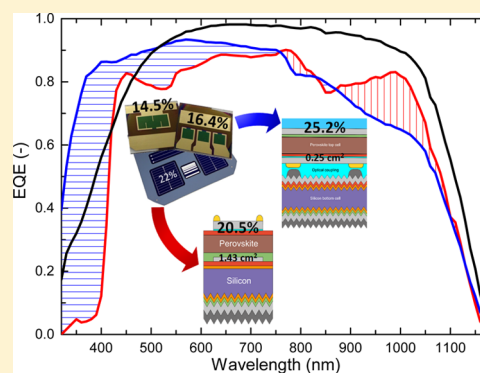 1.0
0.8
0.6
0.4
0.2
0.0
EQE (-)
14.5%
16.4%
22%
25.2%
Perovskite top cell
0.25 cm²
Optical coupling
Silicon bottom cell
20.5%
Perovskite
1.43 cm²
Silicon
400 500 600 700 800 900 1000 1100
Wavelength (nm)